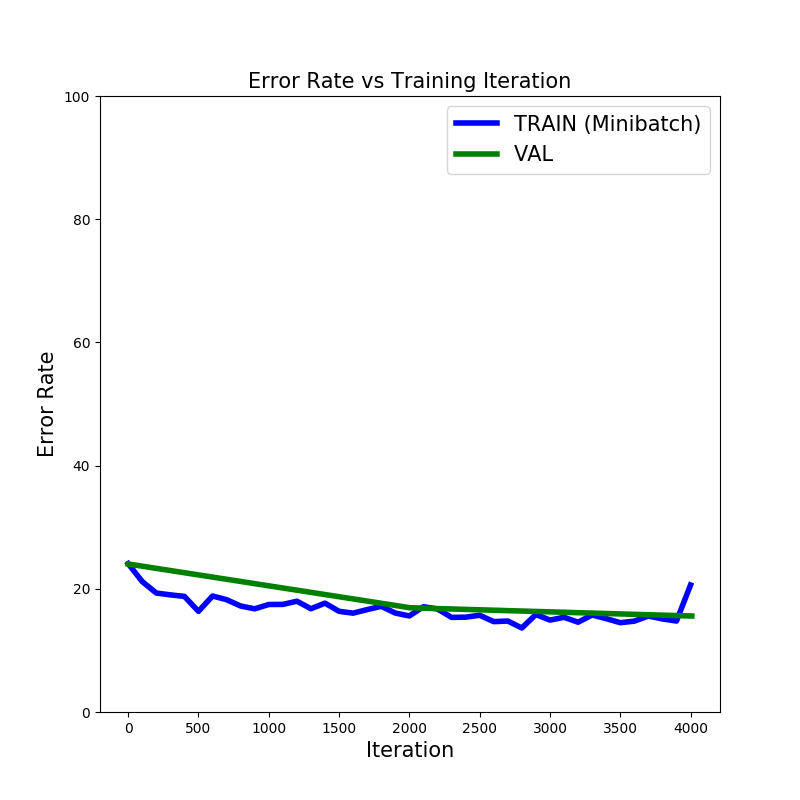 Error Rate vs Training Iteration
TRAIN (Minibatch)
VAL
100
80
60
40
20
0
Error Rate
0 500 1000 1500 2000 2500 3000 3500 4000
Iteration